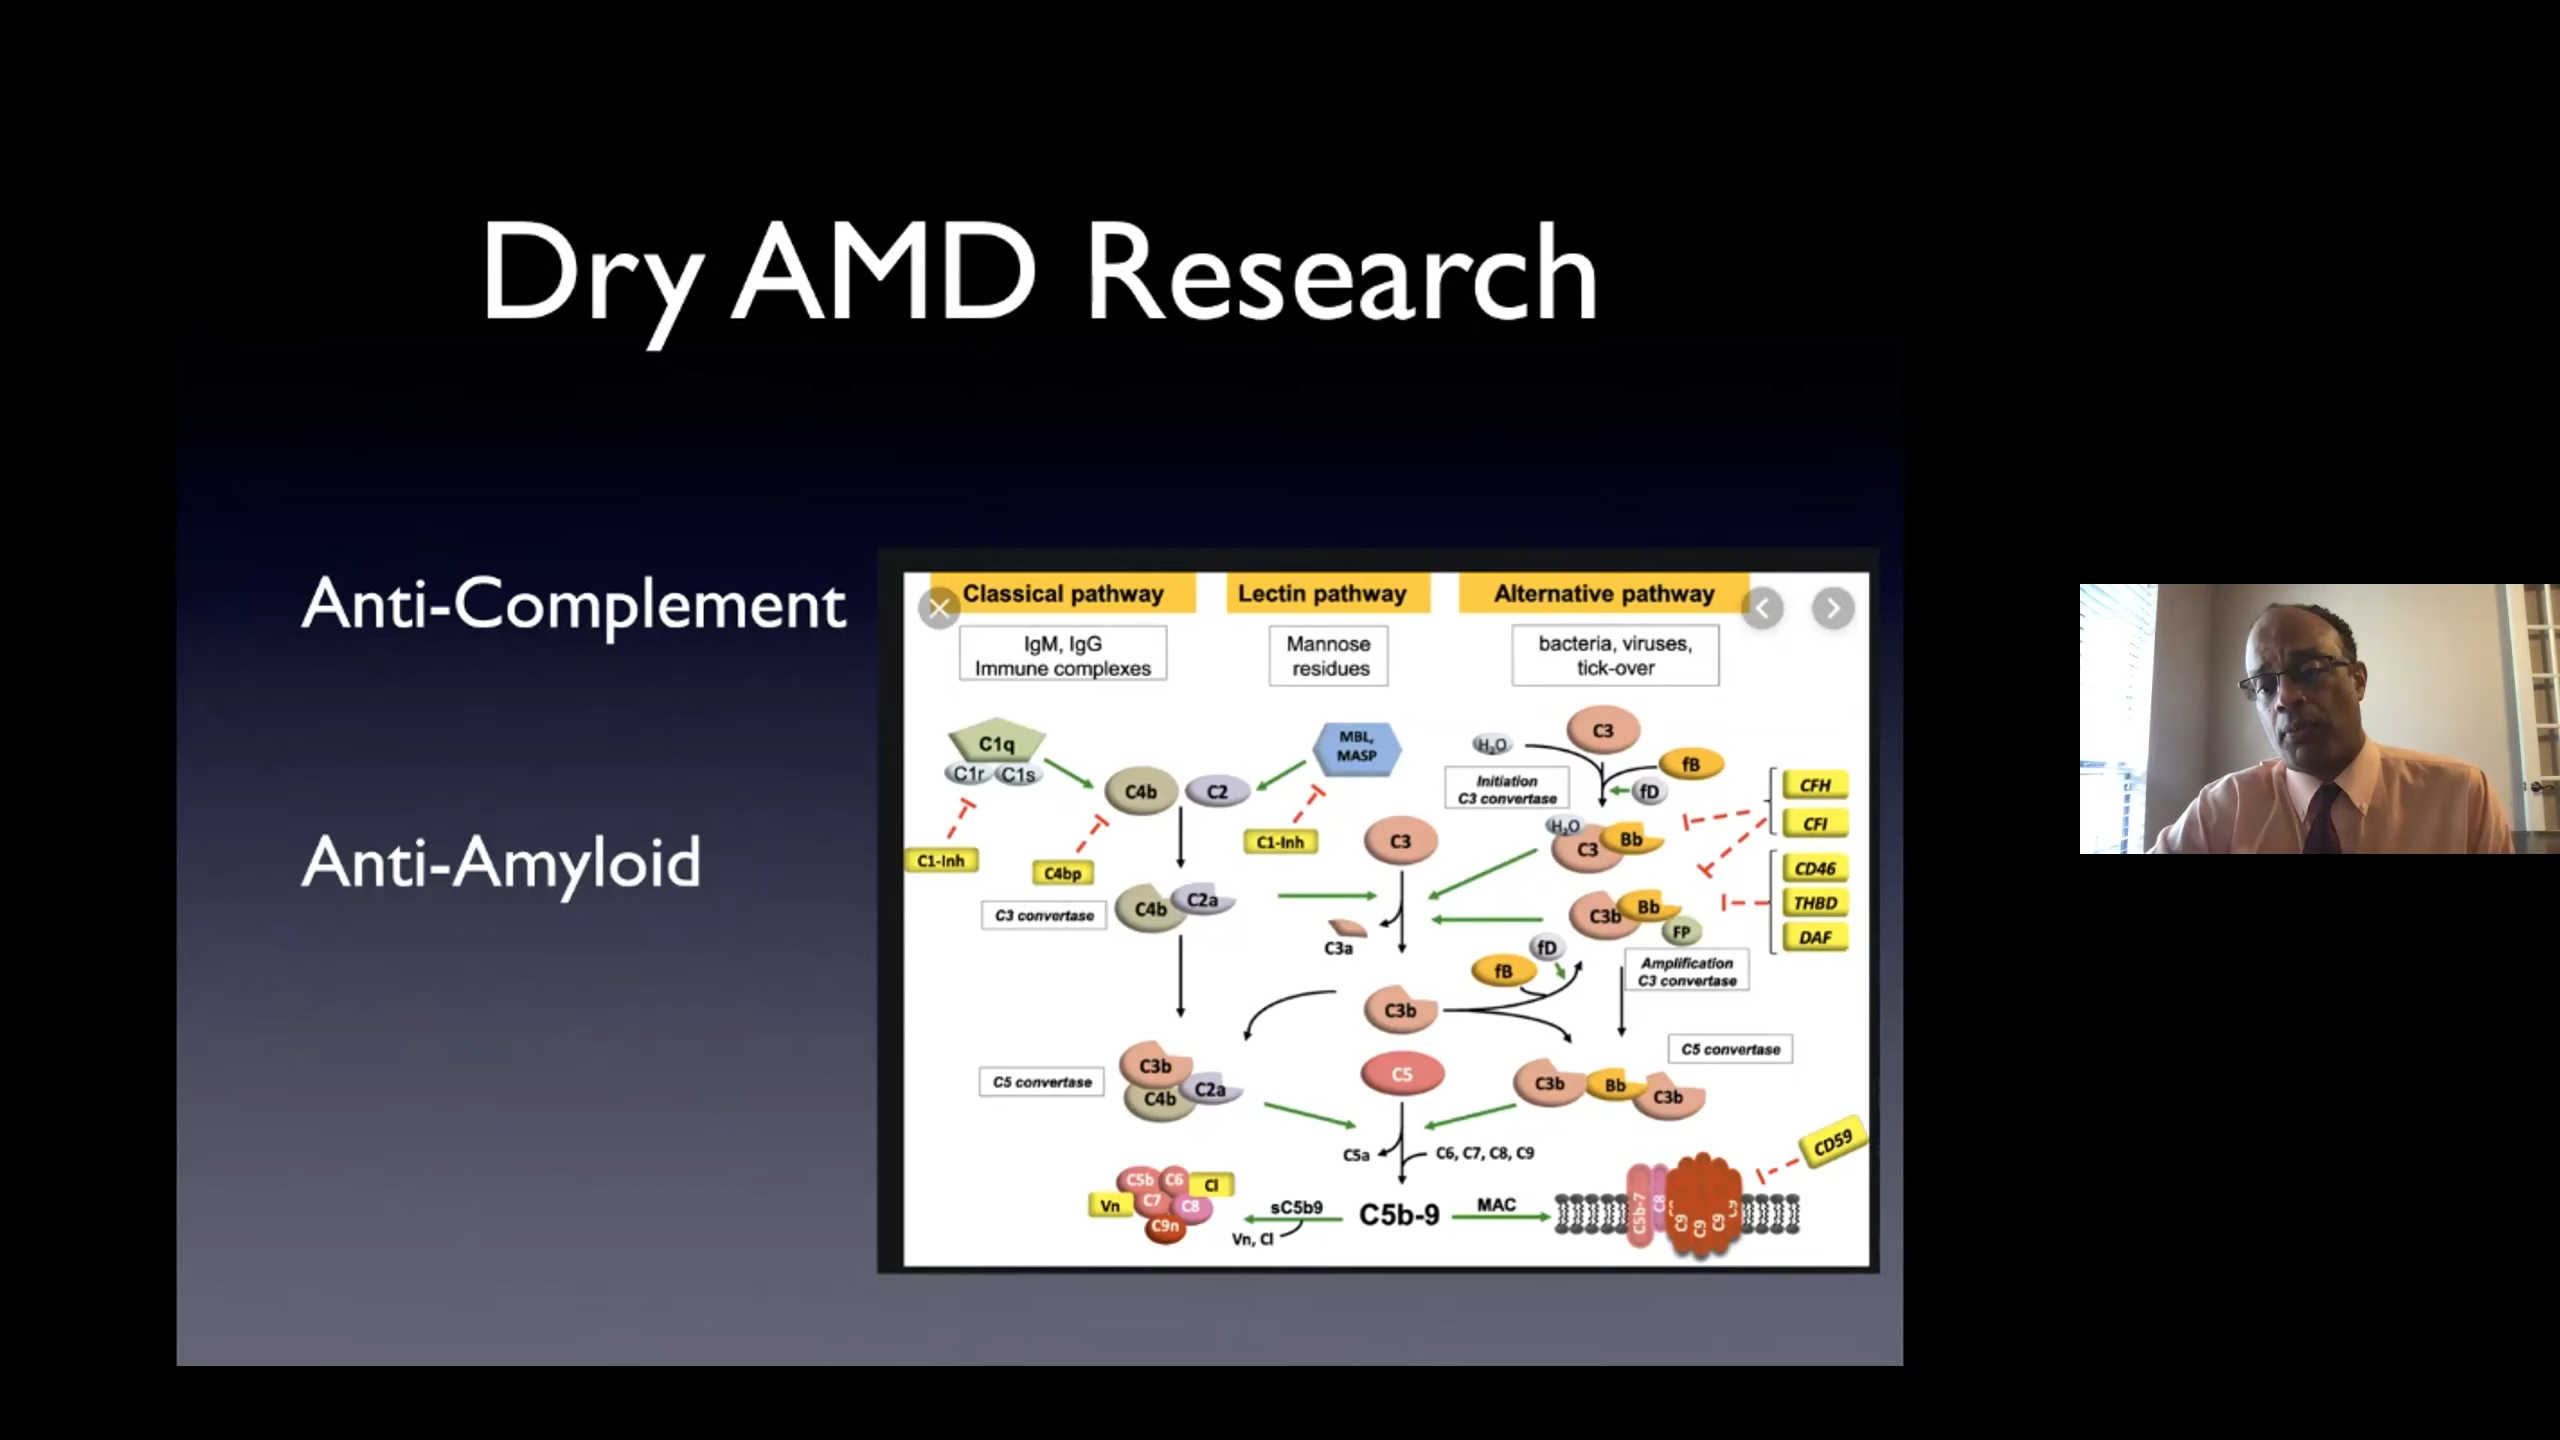 Dry AMD Research
Anti-Complement
Anti-Amyloid
Classical pathway
Lectin pathway
Alternative pathway
IgM, IgG
Immune complexes
Mannose
residues
bacteria, viruses,
tick-over
C1q
C1r C1s
C4b
C2
MBL,
MASP
C1-Inh
C4bp
C1-Inh
C3
H₂O
fB
fD
Initiation
C3 convertase
H₂O
C3
Bb
CFH
CFI
CD46
THBD
DAF
C3
C3 convertase
C4b
C2a
C3a
C3b
Bb
FP
fD
fB
Amplification
C3 convertase
C3b
C5 convertase
C5 convertase
C3b
C4b
C2a
C5
C3b
Bb
C3b
C5a
C6, C7, C8, C9
CD59
C5b
C6
CI
Vn
C7
C8
C9n
sC5b9
Vn, CI
C5b-9
MAC
C5b-7
C8
C9
C9
C9
C9